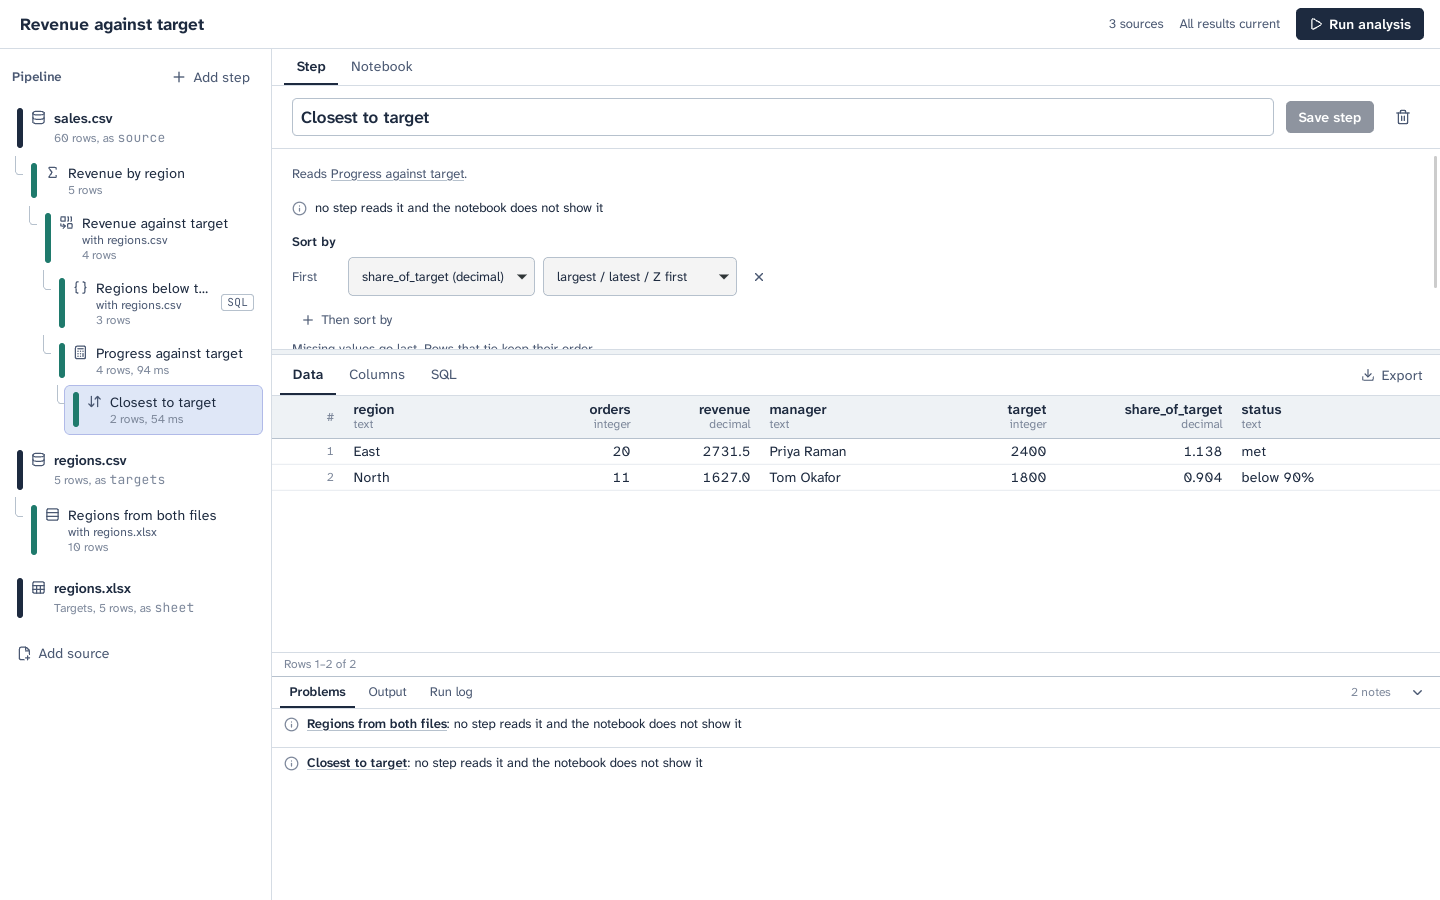 Revenue against target
3 sources
All results current
Run analysis
Pipeline
Add step
sales.csv
60 rows, as source
Revenue by region
5 rows
Revenue against target
with regions.csv
4 rows
Regions below t...
with regions.csv
SQL
3 rows
Progress against target
4 rows, 94 ms
Closest to target
2 rows, 54 ms
regions.csv
5 rows, as targets
Regions from both files
with regions.xlsx
10 rows
regions.xlsx
Targets, 5 rows, as sheet
Add source
Step
Notebook
Closest to target
Save step
Reads Progress against target.
no step reads it and the notebook does not show it
Sort by
First
share_of_target (decimal)
largest / latest / Z first
Then sort by
Missing values go last. Rows that tie keep their order.
Data
Columns
SQL
Export
# region orders revenue manager target share_of_target status
text integer decimal text integer decimal text
1 East 20 2731.5 Priya Raman 2400 1.138 met
2 North 11 1627.0 Tom Okafor 1800 0.904 below 90%
Rows 1–2 of 2
Problems
Output
Run log
2 notes
Regions from both files: no step reads it and the notebook does not show it
Closest to target: no step reads it and the notebook does not show it